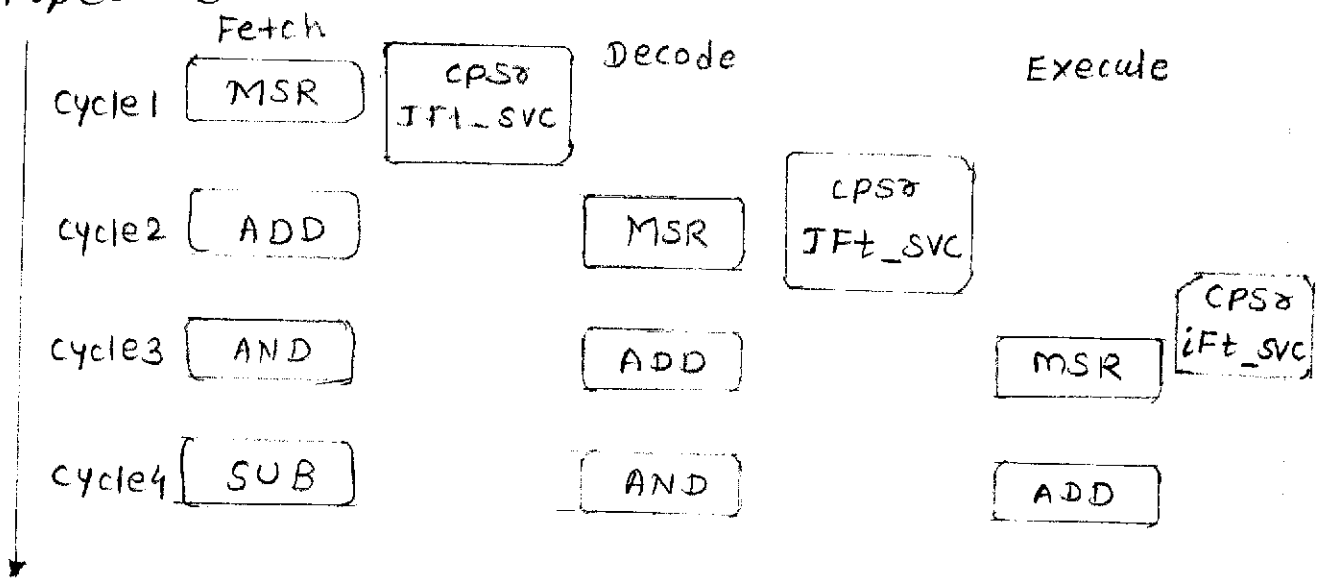 Fetch Decode Execute
Cycle1 MSR cpsr
IFt_SVC
Cycle2 ADD MSR cpsr
IFt_SVC
Cycle3 AND ADD MSR cpsr
iFt_SVC
Cycle4 SUB AND ADD